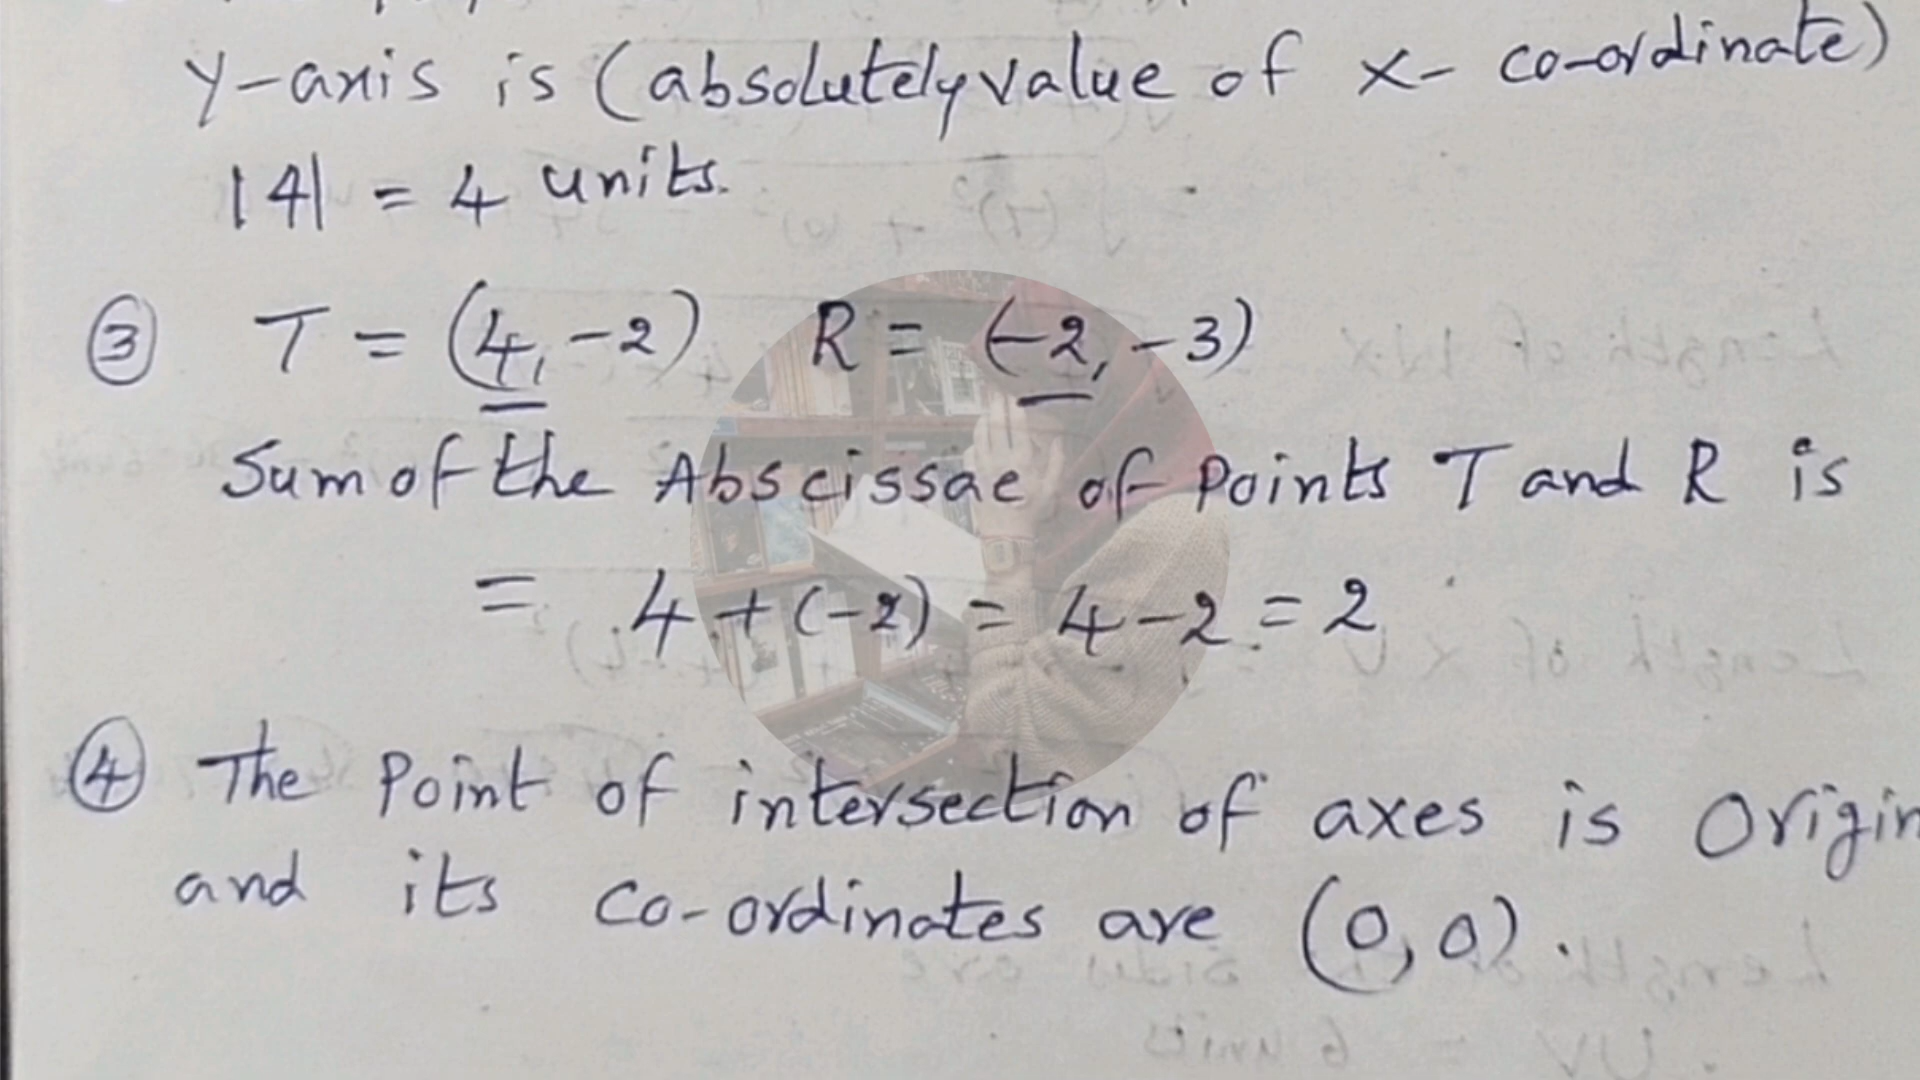 Y-axis is (absolutely value of x- co-ordinate)
|4| = 4 units.
③ T = (4, -2) R = (-2, -3)
Sum of the Abscissae of points T and R is
= 4 + (-2) = 4 - 2 = 2
④ The Point of intersection of axes is Origin
and its co-ordinates are (0, 0).